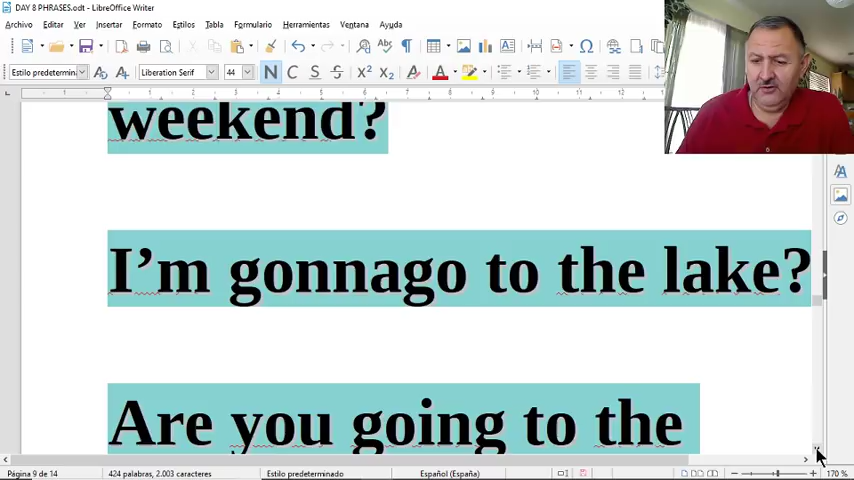 DAY 8 PHRASES.odt - LibreOffice Writer
Archivo Editar Ver Insertar Formato Estilos Tabla Formulario Herramientas Ventana Ayuda
Estilo predetermin Liberation Serif 44
weekend?
I'm gonnago to the lake?
Are you going to the
Página 9 de 14 424 palabras, 2.003 caracteres Estilo predeterminado Español (España) 170 %